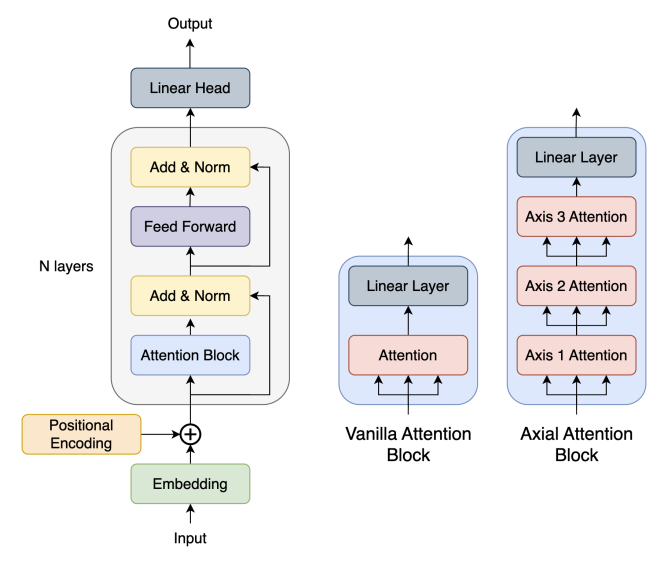 Output
Linear Head
Add & Norm
Feed Forward
N layers
Add & Norm
Attention Block
Positional
Encoding
Embedding
Input
Linear Layer
Attention
Vanilla Attention
Block
Linear Layer
Axis 3 Attention
Axis 2 Attention
Axis 1 Attention
Axial Attention
Block